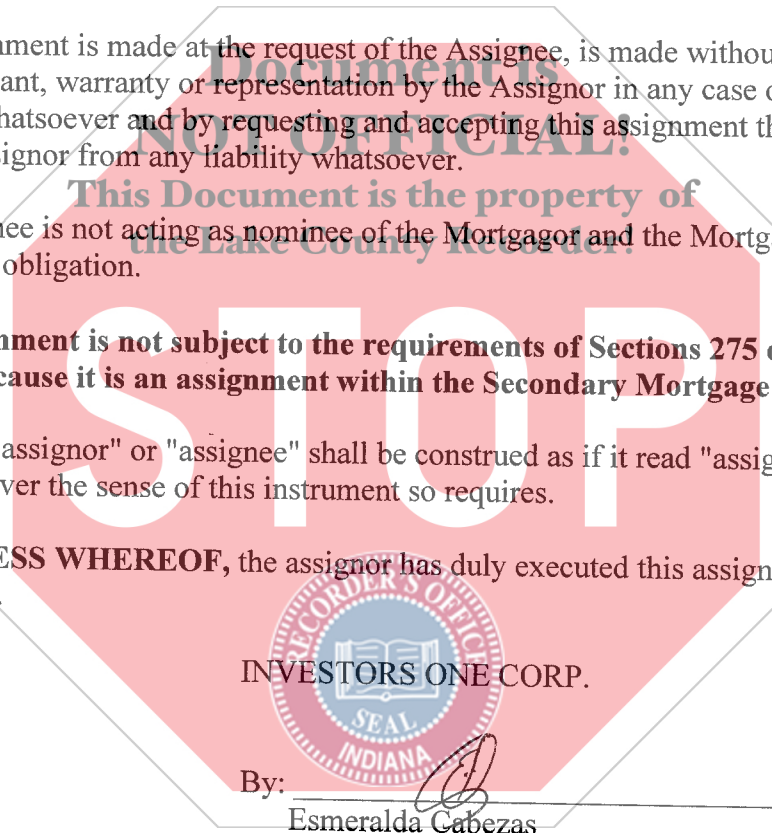 nment is made at the request of the Assignee, is made withou
ant, warranty or representation by the Assignor in any case o
hatsoever and by requesting and accepting this assignment th
signor from any liability whatsoever.
nee is not acting as nominee of the Mortgagor and the Mortga
obligation.
nment is not subject to the requirements of Sections 275 o
cause it is an assignment within the Secondary Mortgage
assignor" or "assignee" shall be construed as if it read "assig
ver the sense of this instrument so requires.
ESS WHEREOF, the assignor has duly executed this assign
INVESTORS ONE CORP.
By:
Esmeralda Cabezas
Document is
NOT OFFICIAL!
This Document is the property of
the Lake County Recorder!
STOP
RECORDER'S OFFICE
SEAL
INDIANA